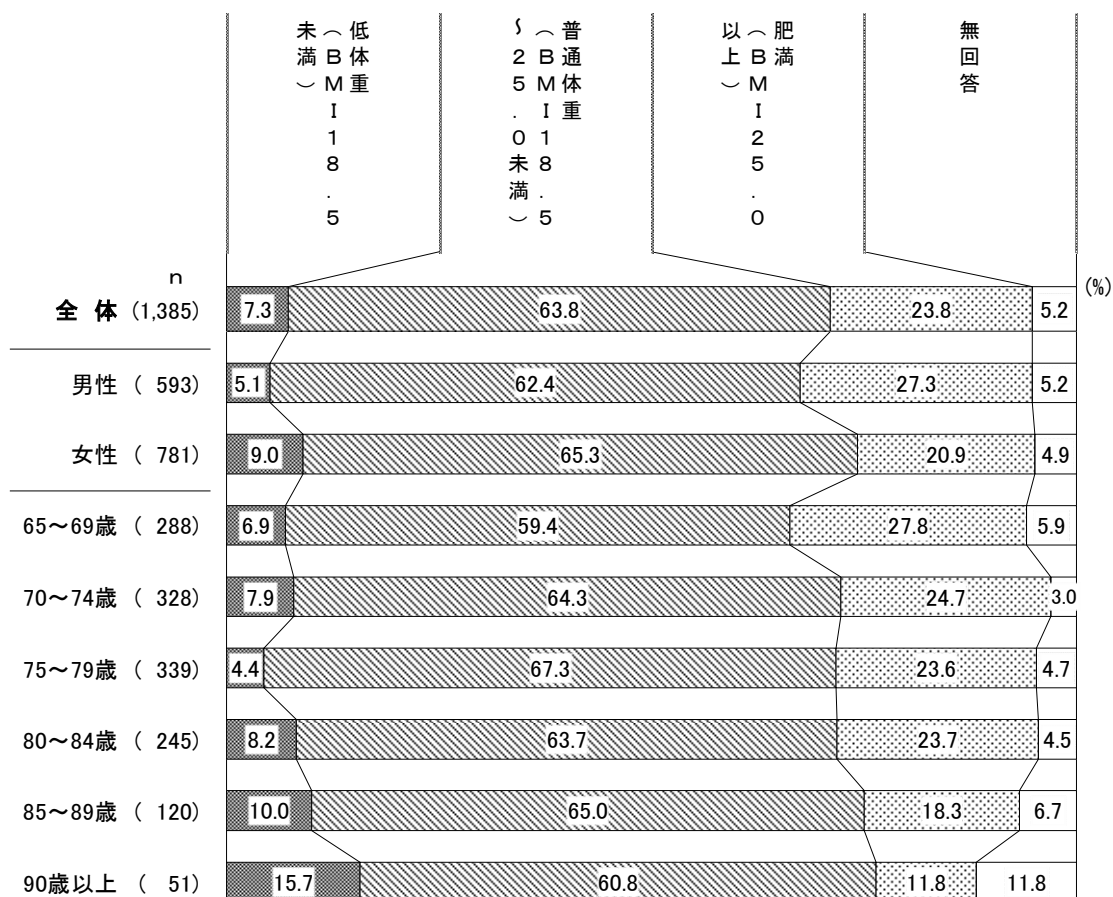 低体重
（ＢＭＩ１８．５
未満）
普通体重
（ＢＭＩ１８．５
～２５．０未満）
肥満
（ＢＭＩ２５．０
以上）
無回答
ｎ
(%)
全 体 (1,385) 7.3 63.8 23.8 5.2
男性 ( 593) 5.1 62.4 27.3 5.2
女性 ( 781) 9.0 65.3 20.9 4.9
65～69歳 ( 288) 6.9 59.4 27.8 5.9
70～74歳 ( 328) 7.9 64.3 24.7 3.0
75～79歳 ( 339) 4.4 67.3 23.6 4.7
80～84歳 ( 245) 8.2 63.7 23.7 4.5
85～89歳 ( 120) 10.0 65.0 18.3 6.7
90歳以上 ( 51) 15.7 60.8 11.8 11.8